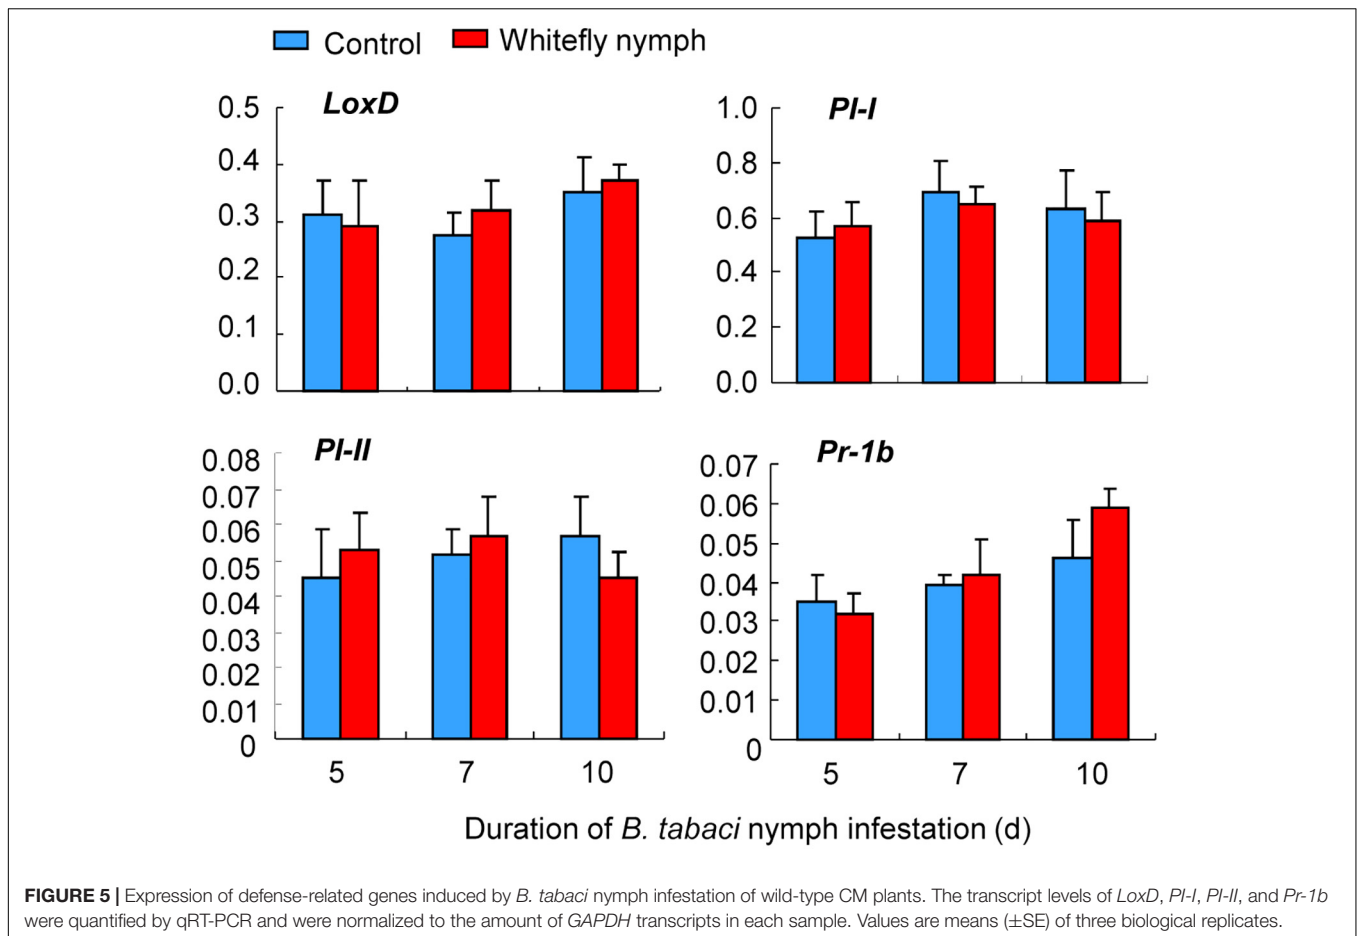 Control Whitefly nymph
LoxD
0.5
0.4
0.3
0.2
0.1
0.0
PI-I
1.0
0.8
0.6
0.4
0.2
0.0
PI-II
0.08
0.07
0.06
0.05
0.04
0.03
0.02
0.01
0
5 7 10
Pr-1b
0.07
0.06
0.05
0.04
0.03
0.02
0.01
0
5 7 10
Duration of B. tabaci nymph infestation (d)
FIGURE 5 | Expression of defense-related genes induced by B. tabaci nymph infestation of wild-type CM plants. The transcript levels of LoxD, PI-I, PI-II, and Pr-1b
were quantified by qRT-PCR and were normalized to the amount of GAPDH transcripts in each sample. Values are means (±SE) of three biological replicates.